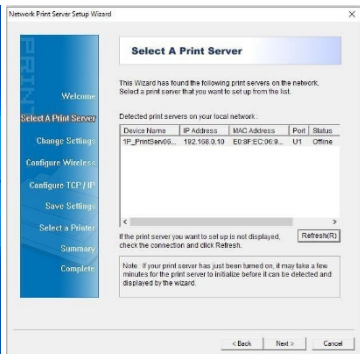 Network Print Server Setup Wizard
Select A Print Server
This Wizard has found the following print servers on the network.
Select a print server that you want to set up from the list.
Detected print servers on your local network:
Device Name IP Address MAC Address Port Status
1P_PrintServ06... 192.168.0.10 E0:8F:EC:06:9... U1 Offline
If the print server you want to set up is not displayed,
check the connection and click Refresh.
Refresh(R)
Note : If your print server has just been turned on, it may take a few
minutes for the print server to initialize before it can be detected and
displayed by the wizard.
Welcome
Select A Print Server
Change Settings
Configure Wireless
Configure TCP / IP
Save Settings
Select a Printer
Summary
Complete
< Back
Next >
Cancel